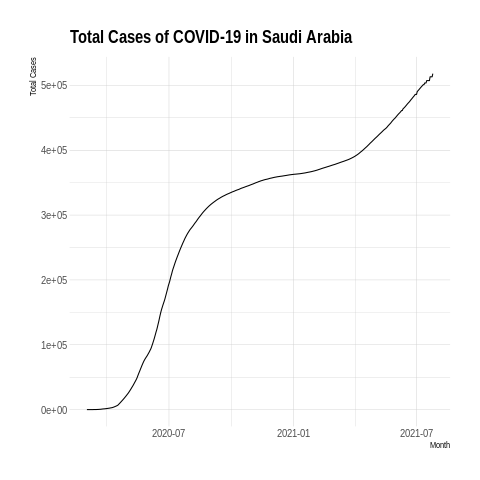 Total Cases of COVID-19 in Saudi Arabia
Total Cases
5e+05
4e+05
3e+05
2e+05
1e+05
0e+00
2020-07
2021-01
2021-07
Month